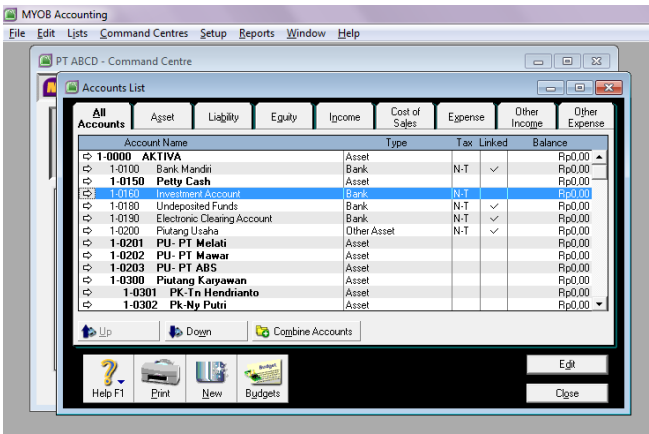 MYOB Accounting
File Edit Lists Command Centres Setup Reports Window Help
PT ABCD - Command Centre
Accounts List
All Accounts Asset Liability Equity Income Cost of Sales Expense Other Income Other Expense
Account Name Type Tax Linked Balance
1-0000 AKTIVA Asset Rp0,00
1-0100 Bank Mandiri Bank N-T Rp0,00
1-0150 Petty Cash Asset Rp0,00
1-0160 Investment Account Bank N-T Rp0,00
1-0180 Undeposited Funds Bank N-T Rp0,00
1-0190 Electronic Clearing Account Bank N-T Rp0,00
1-0200 Piutang Usaha Other Asset N-T Rp0,00
1-0201 PU- PT Melati Asset Rp0,00
1-0202 PU- PT Mawar Asset Rp0,00
1-0203 PU- PT ABS Asset Rp0,00
1-0300 Piutang Karyawan Asset Rp0,00
1-0301 PK-Tn Hendrianto Asset Rp0,00
1-0302 Pk-Ny Putri Asset Rp0,00
Up Down Combine Accounts
Budget
Help F1 Print New Budgets
Edit
Close